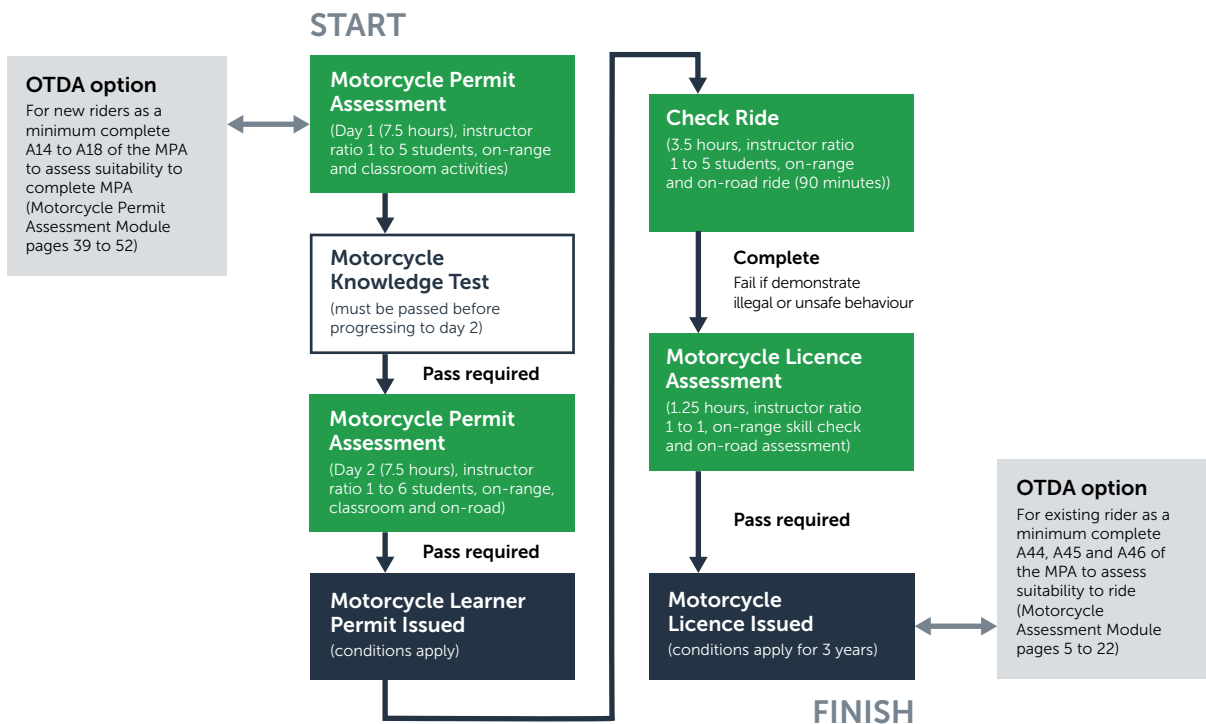 START
OTDA option
For new riders as a
minimum complete
A14 to A18 of the MPA
to assess suitability to
complete MPA
(Motorcycle Permit
Assessment Module
pages 39 to 52)
Motorcycle Permit
Assessment
(Day 1 (7.5 hours), instructor
ratio 1 to 5 students, on-range
and classroom activities)
Motorcycle
Knowledge Test
(must be passed before
progressing to day 2)
Pass required
Motorcycle Permit
Assessment
(Day 2 (7.5 hours), instructor
ratio 1 to 6 students, on-range,
classroom and on-road)
Pass required
Motorcycle Learner
Permit Issued
(conditions apply)
Check Ride
(3.5 hours, instructor ratio
1 to 5 students, on-range
and on-road ride (90 minutes))
Complete
Fail if demonstrate
illegal or unsafe behaviour
Motorcycle Licence
Assessment
(1.25 hours, instructor ratio
1 to 1, on-range skill check
and on-road assessment)
Pass required
Motorcycle
Licence Issued
(conditions apply for 3 years)
OTDA option
For existing rider as a
minimum complete
A44, A45 and A46 of
the MPA to assess
suitability to ride
(Motorcycle
Assessment Module
pages 5 to 22)
FINISH